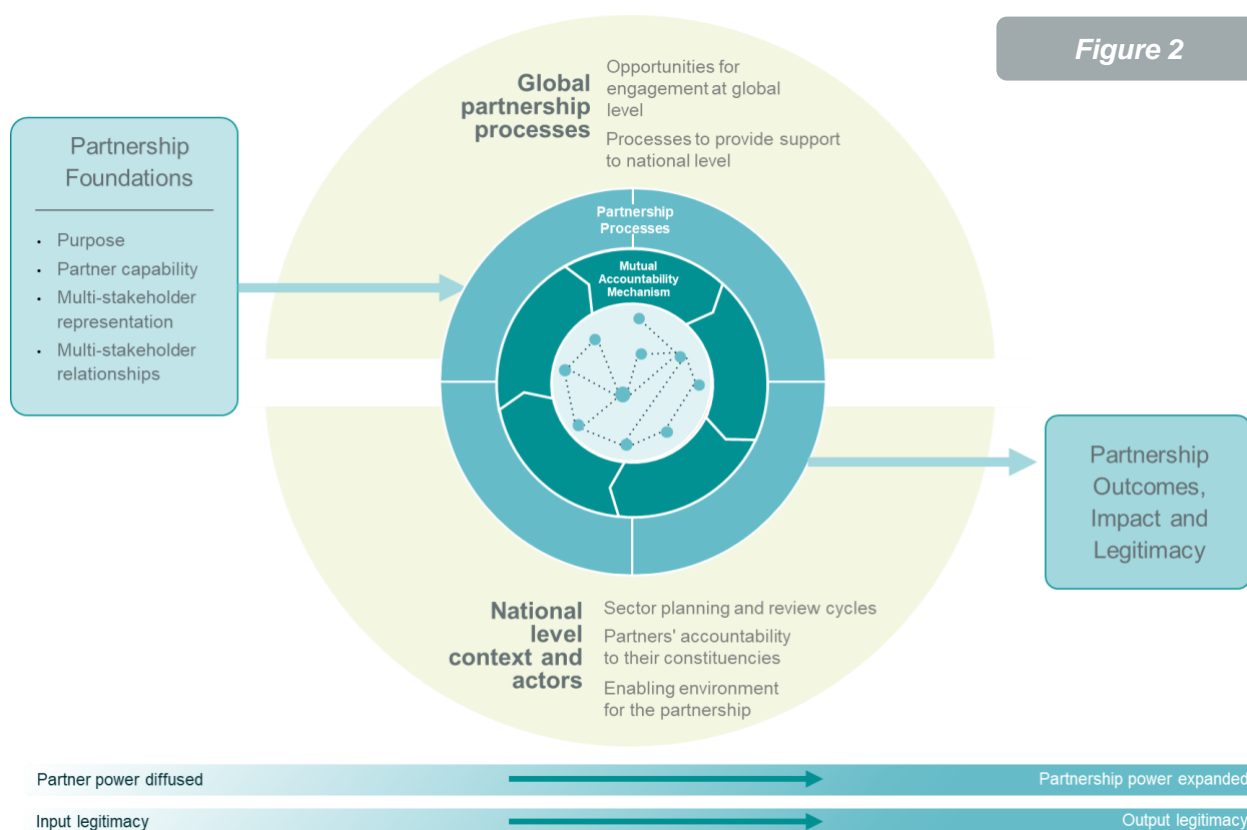 Figure 2
Global
partnership
processes
Opportunities for
engagement at global
level
Processes to provide support
to national level
Partnership
Foundations
• Purpose
• Partner capability
• Multi-stakeholder
representation
• Multi-stakeholder
relationships
Partnership
Processes
Mutual
Accountability
Mechanism
Partnership
Outcomes,
Impact and
Legitimacy
National
level
context and
actors
Sector planning and review cycles
Partners' accountability
to their constituencies
Enabling environment
for the partnership
Partner power diffused
Partnership power expanded
Input legitimacy
Output legitimacy